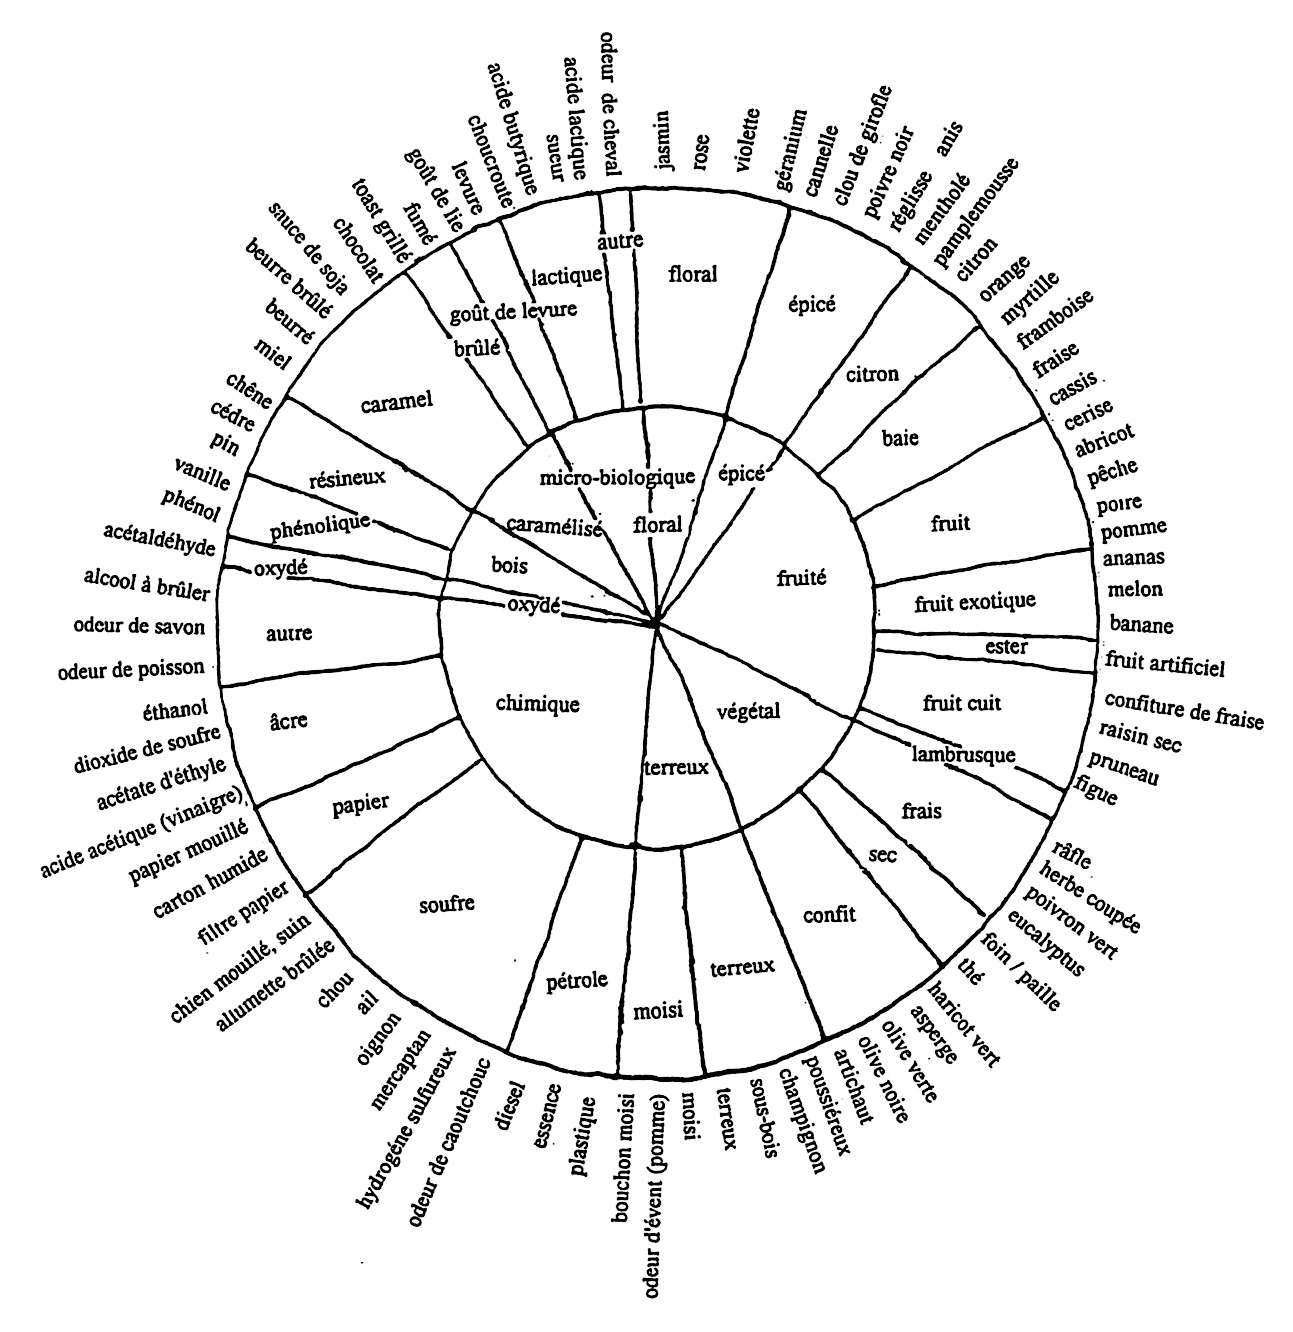 odeur de cheval
jasmin
rose
violette
géranium
cannelle
clou de girofle
poivre noir
réglisse
anis
mentholé
pamplemousse
citron
orange
myrtille
framboise
fraise
cassis
cerise
abricot
pêche
poire
pomme
ananas
melon
banane
fruit artificiel
confiture de fraise
raisin sec
pruneau
figue
râfle
herbe coupée
poivron vert
eucalyptus
foin / paille
thé
haricot vert
asperge
olive verte
olive noire
artichaut
poussiéreux
champignon
sous-bois
terreux
moisi
odeur d'évent (pomme)
bouchon moisi
plastique
essence
diesel
odeur de caoutchouc
hydrogéne sulfureux
mercaptan
oignon
ail
chou
allumette brûlée
chien mouillé, suin
filtre papier
carton humide
papier mouillé
acide acétique (vinaigre)
acétate d'éthyle
dioxide de soufre
éthanol
odeur de poisson
odeur de savon
alcool à brûler
acétaldéhyde
phénol
vanille
pin
cédre
chêne
miel
beurré
beurre brûlé
sauce de soja
chocolat
toast grillé
fumé
goût de lie
levure
choucroute
acide butyrique
sueur
acide lactique
autre
floral
épicé
citron
baie
fruit
fruit exotique
ester
fruit cuit
lambrusque
frais
sec
confit
terreux
moisi
pétrole
soufre
papier
âcre
autre
oxydé
phénolique
résineux
caramel
brûlé
goût de levure
lactique
micro-biologique
floral
épicé
fruité
végétal
terreux
chimique
oxydé
bois
caramélisé